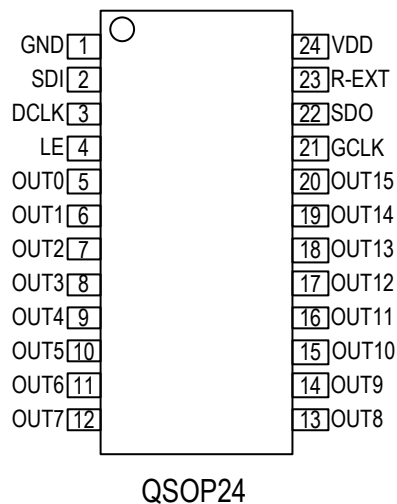 GND 1 24 VDD
SDI 2 23 R-EXT
DCLK 3 22 SDO
LE 4 21 GCLK
OUT0 5 20 OUT15
OUT1 6 19 OUT14
OUT2 7 18 OUT13
OUT3 8 17 OUT12
OUT4 9 16 OUT11
OUT5 10 15 OUT10
OUT6 11 14 OUT9
OUT7 12 13 OUT8
QSOP24